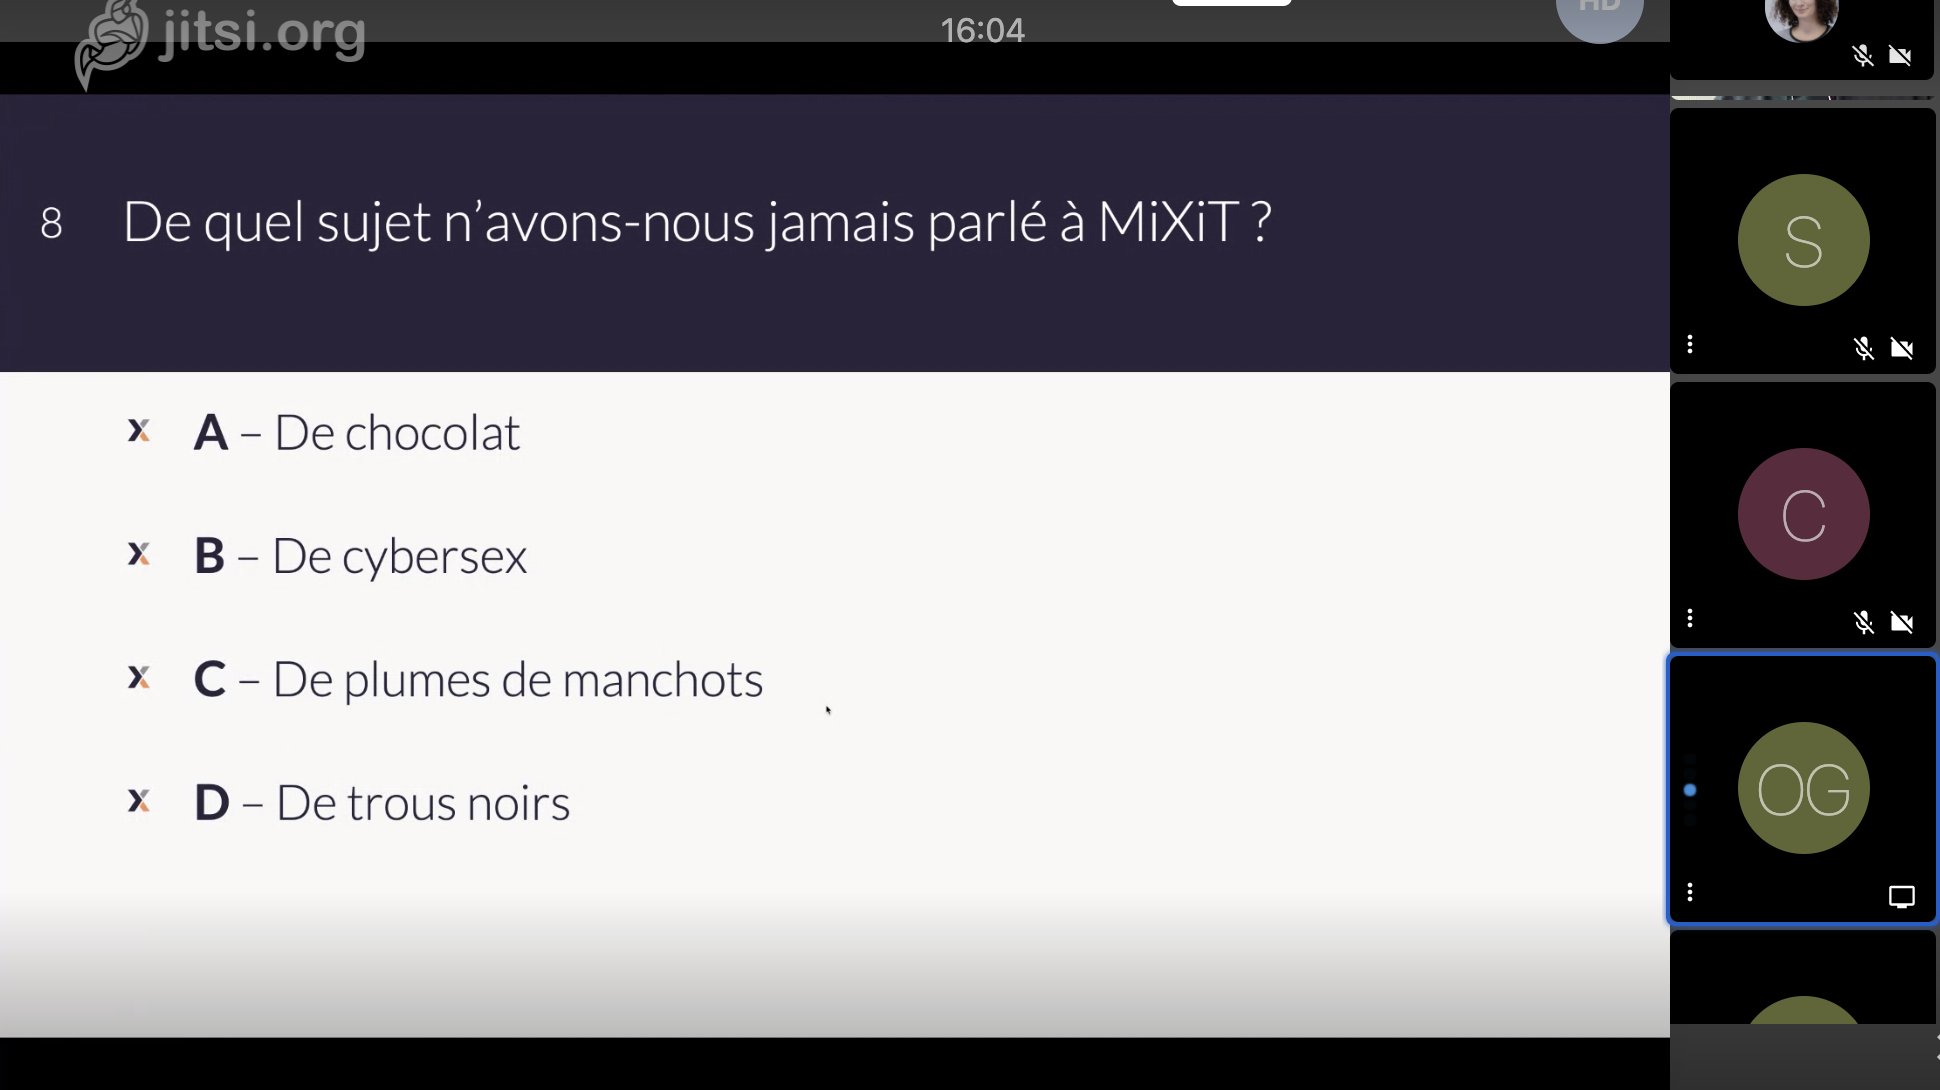 jitsi.org
16:04
HD
8 De quel sujet n’avons-nous jamais parlé à MiXiT ?
A – De chocolat
B – De cybersex
C – De plumes de manchots
D – De trous noirs
S
C
OG